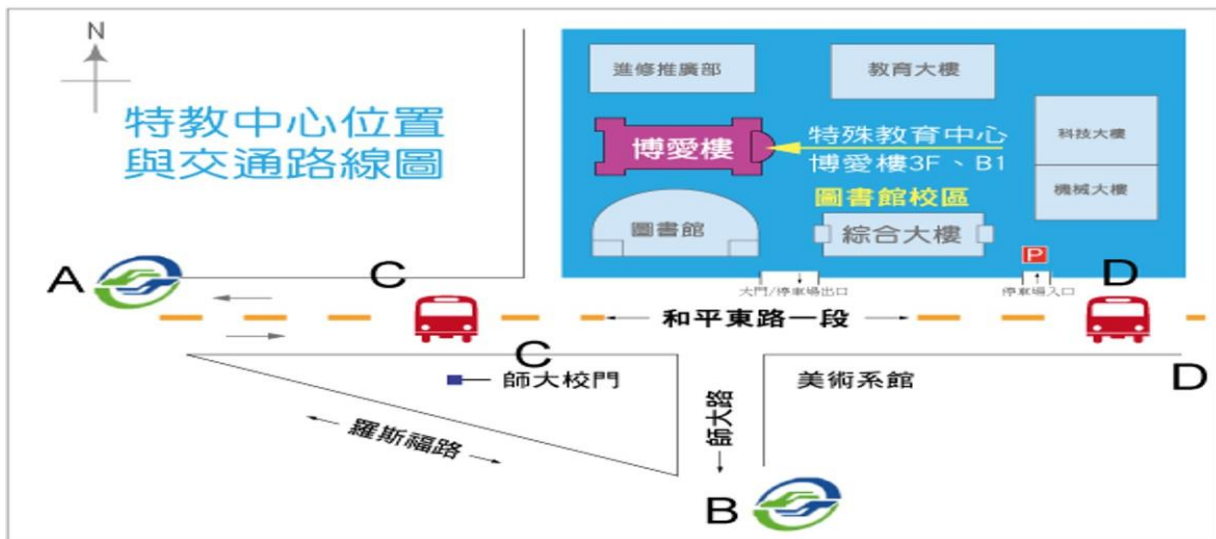 N
特教中心位置
與交通路線圖
進修推廣部
教育大樓
博愛樓
特殊教育中心
博愛樓3F、B1
科技大樓
機械大樓
圖書館校區
圖書館
綜合大樓
P
大門/停車場出口
停車場入口
A
C
D
和平東路一段
C
D
師大校門
美術系館
羅斯福路
師大路
B